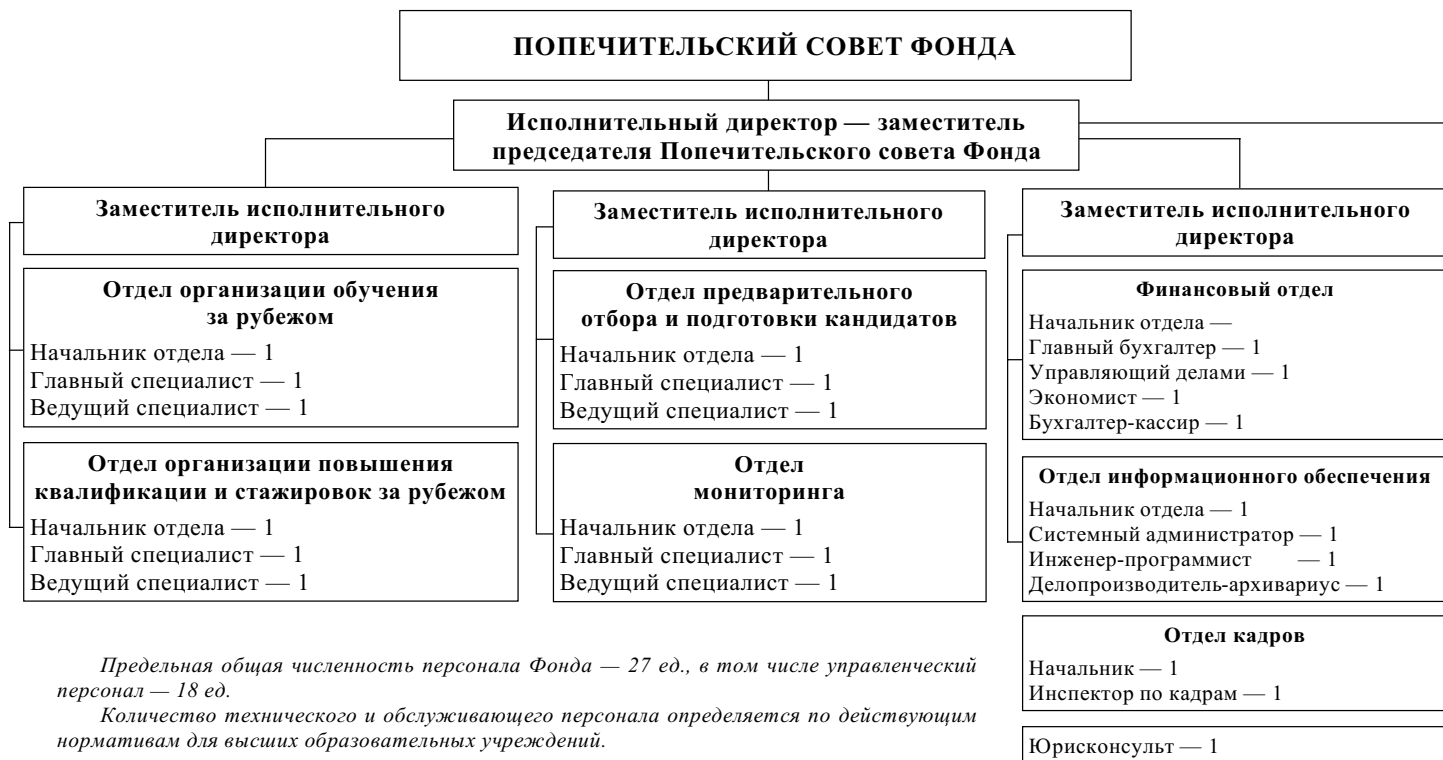 ПОПЕЧИТЕЛЬСКИЙ СОВЕТ ФОНДА
Исполнительный директор — заместитель
председателя Попечительского совета Фонда
Заместитель исполнительного
директора
Отдел организации обучения
за рубежом
Начальник отдела — 1
Главный специалист — 1
Ведущий специалист — 1
Отдел организации повышения
квалификации и стажировок за рубежом
Начальник отдела — 1
Главный специалист — 1
Ведущий специалист — 1
Заместитель исполнительного
директора
Отдел предварительного
отбора и подготовки кандидатов
Начальник отдела — 1
Главный специалист — 1
Ведущий специалист — 1
Отдел
мониторинга
Начальник отдела — 1
Главный специалист — 1
Ведущий специалист — 1
Заместитель исполнительного
директора
Финансовый отдел
Начальник отдела —
Главный бухгалтер — 1
Управляющий делами — 1
Экономист — 1
Бухгалтер-кассир — 1
Отдел информационного обеспечения
Начальник отдела — 1
Системный администратор — 1
Инженер-программист — 1
Делопроизводитель-архивариус — 1
Отдел кадров
Начальник — 1
Инспектор по кадрам — 1
Юрисконсульт — 1
Предельная общая численность персонала Фонда — 27 ед., в том числе управленческий
персонал — 18 ед.
Количество технического и обслуживающего персонала определяется по действующим
нормативам для высших образовательных учреждений.